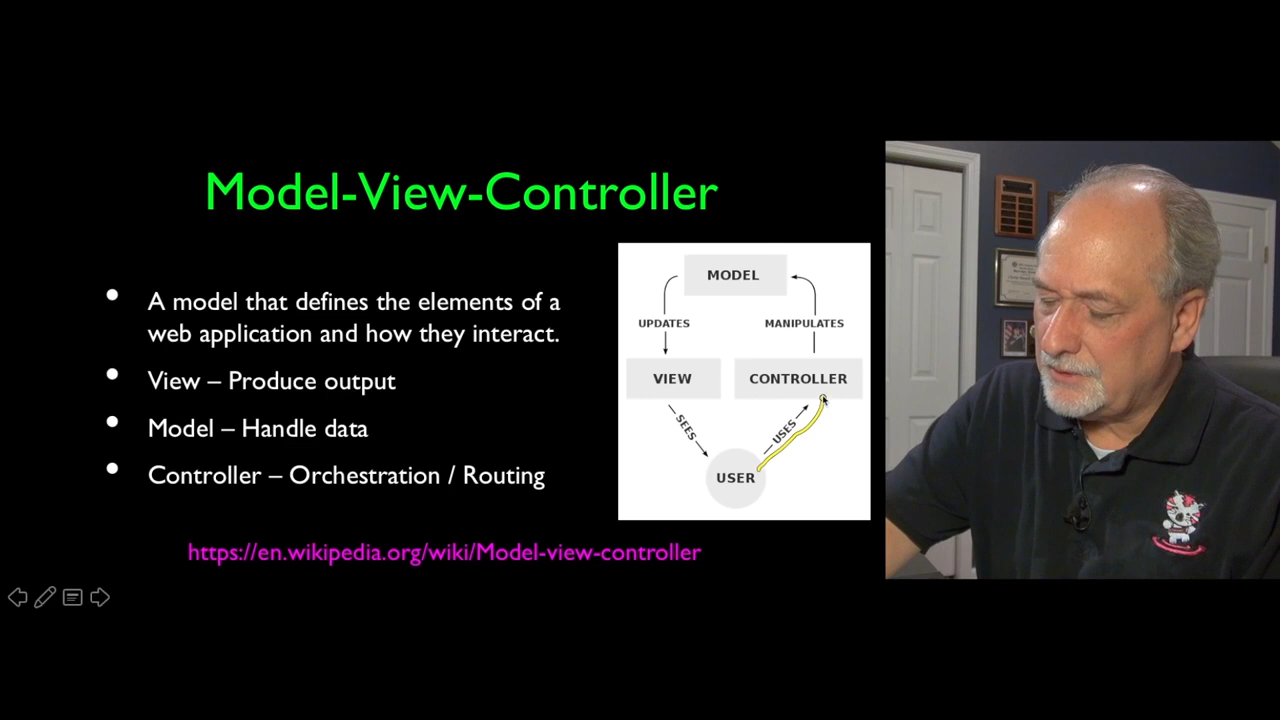 Model-View-Controller
• A model that defines the elements of a
web application and how they interact.
• View – Produce output
• Model – Handle data
• Controller – Orchestration / Routing
https://en.wikipedia.org/wiki/Model-view-controller
MODEL
UPDATES
MANIPULATES
VIEW
CONTROLLER
SEES
USES
USER